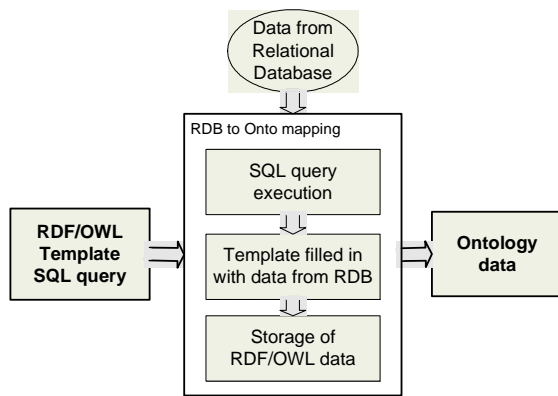 Data from
Relational
Database
RDB to Onto mapping
SQL query
execution
RDF/OWL
Template
SQL query
Template filled in
with data from RDB
Ontology
data
Storage of
RDF/OWL data